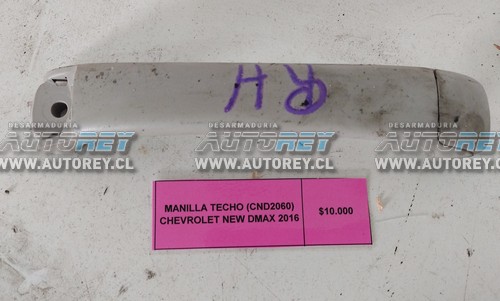 RH
DESARMADURIA DESARMADURIA DESARMADURIA
AUTOREY AUTOREY AUTOREY
WWW.AUTOREY.CL WWW.AUTOREY.CL WWW.AUTOREY.CL
MANILLA TECHO (CND2060) $10.000
CHEVROLET NEW DMAX 2016